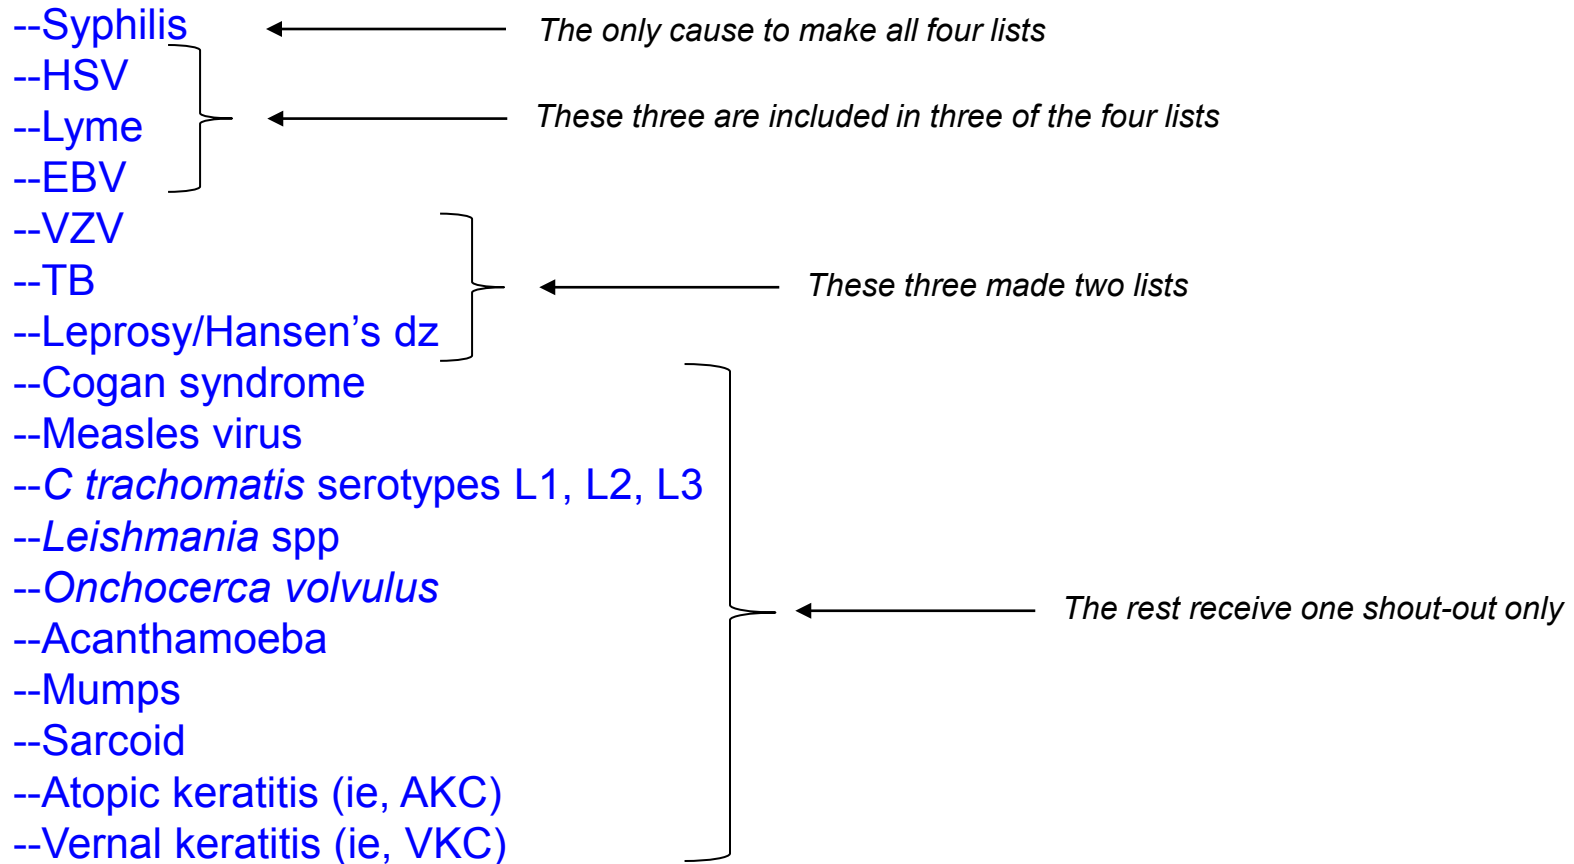 --Syphilis
The only cause to make all four lists
--HSV
--Lyme
These three are included in three of the four lists
--EBV
--VZV
--TB
These three made two lists
--Leprosy/Hansen’s dz
--Cogan syndrome
--Measles virus
--C trachomatis serotypes L1, L2, L3
--Leishmania spp
--Onchocerca volvulus
The rest receive one shout-out only
--Acanthamoeba
--Mumps
--Sarcoid
--Atopic keratitis (ie, AKC)
--Vernal keratitis (ie, VKC)